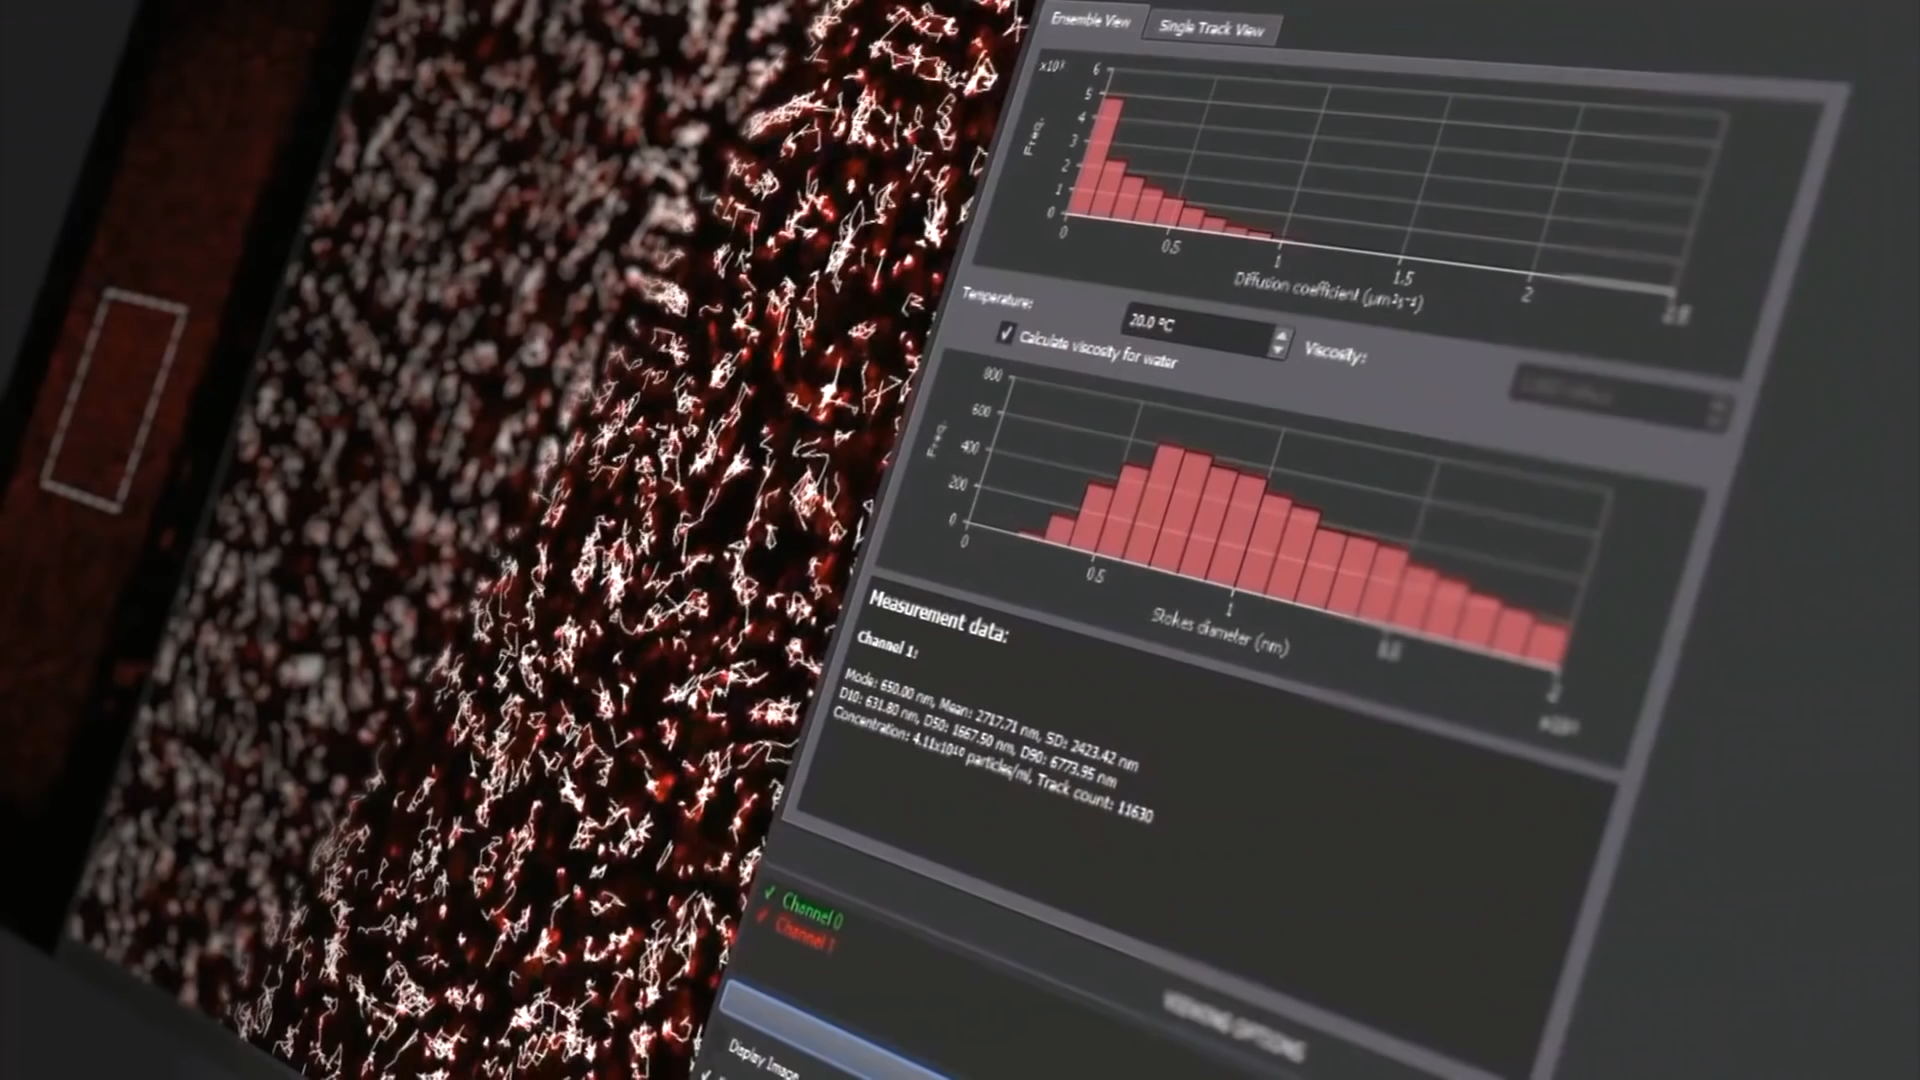 Ensemble View
Single Track View
6
5
4
3
2
1
0
Freq.
0
0.5
1
1.5
2
Diffusion coefficient (μm²s⁻¹)
Temperature:
20.0 °C
Viscosity:
Calculate viscosity for water
800
600
400
200
0
Freq.
0
0.5
1
2
Stokes diameter (nm)
Measurement data:
Channel 1:
Mode: 650.00 nm, Mean: 2717.71 nm, SD: 2423.42 nm
D10: 631.80 nm, D50: 1667.50 nm, D90: 6773.95 nm
Concentration: 4.11x10¹⁰ particles/ml, Track count: 11630
Channel 0
Channel 1
VIEWING OPTIONS
Display Image